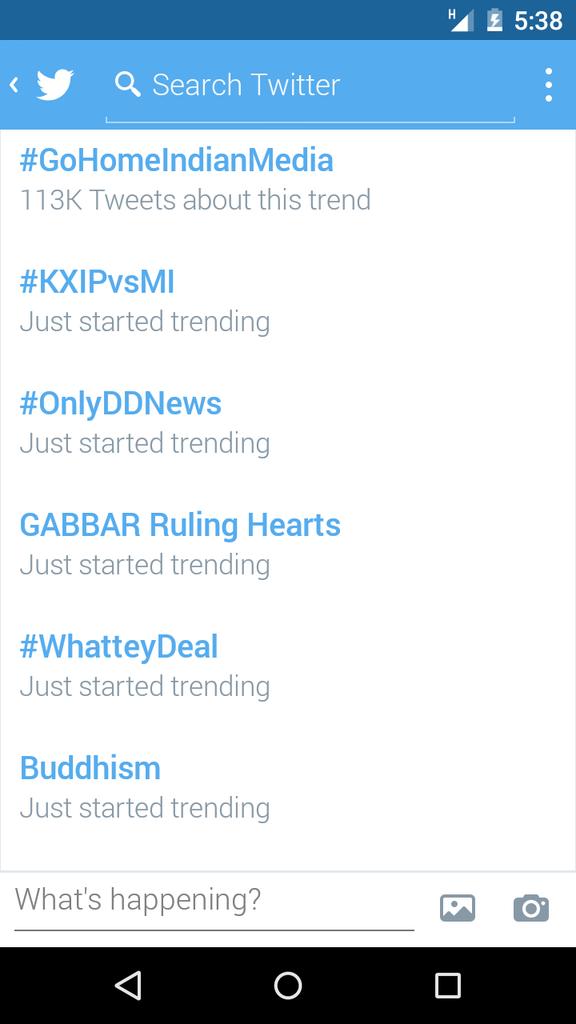 H 5:38
Search Twitter
#GoHomeIndianMedia
113K Tweets about this trend
#KXIPvsMI
Just started trending
#OnlyDDNews
Just started trending
GABBAR Ruling Hearts
Just started trending
#WhatteyDeal
Just started trending
Buddhism
Just started trending
What's happening?